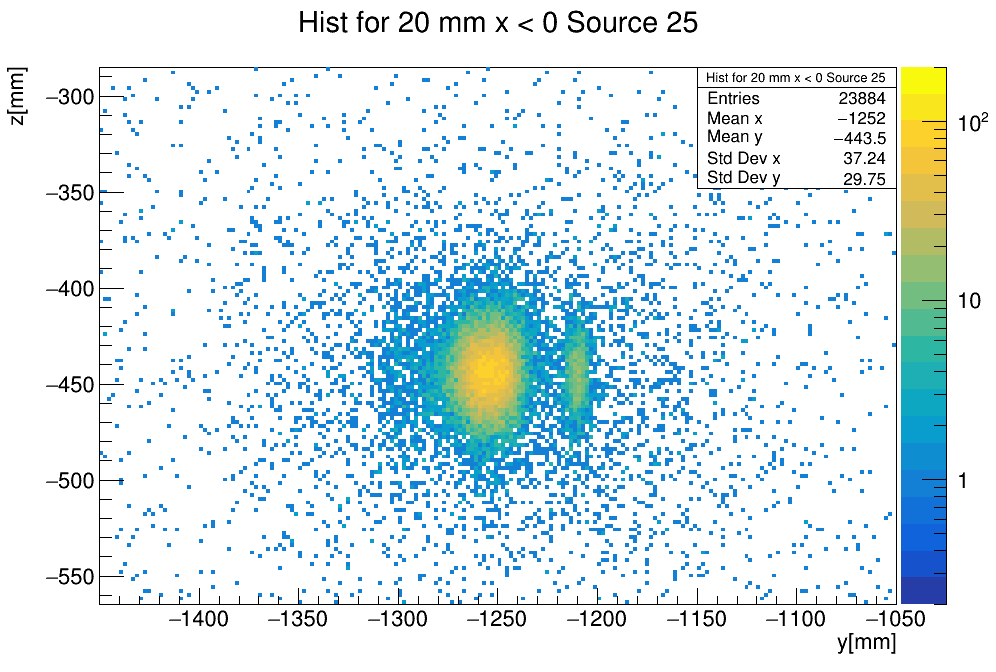 Hist for 20 mm x < 0 Source 25
z[mm]
Hist for 20 mm x < 0 Source 25
Entries 23884
Mean x −1252
Mean y −443.5
Std Dev x 37.24
Std Dev y 29.75
−300
−350
−400
−450
−500
−550
10²
10
1
−1400 −1350 −1300 −1250 −1200 −1150 −1100 −1050
y[mm]